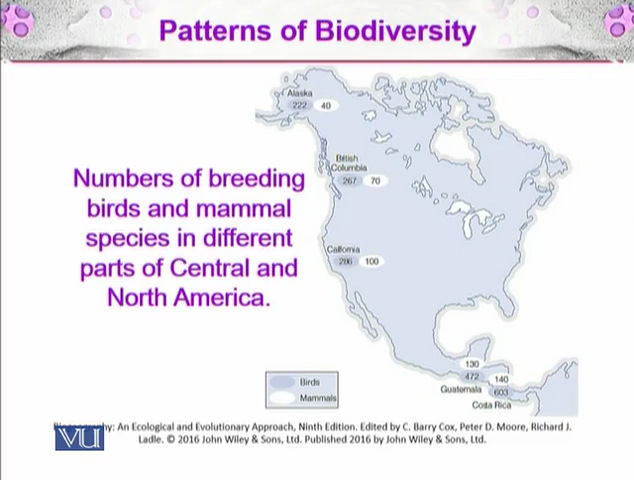 Patterns of Biodiversity
Numbers of breeding
birds and mammal
species in different
parts of Central and
North America.
Alaska
222 40
British
Columbia
267 70
California
286 100
130
472
Guatemala
140
603
Costa Rica
Birds
Mammals
hy: An Ecological and Evolutionary Approach, Ninth Edition. Edited by C. Barry Cox, Peter D. Moore, Richard J.
Ladle. © 2016 John Wiley & Sons, Ltd. Published 2016 by John Wiley & Sons, Ltd.
VU